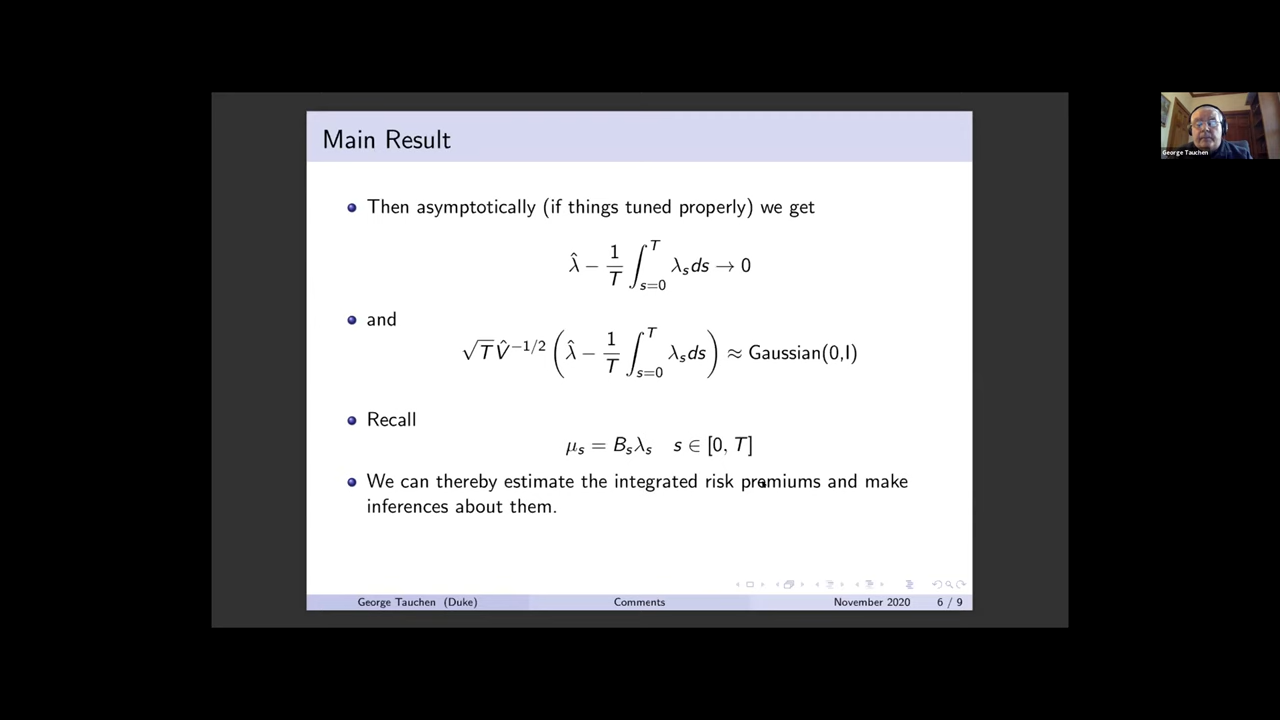 Main Result
Then asymptotically (if things tuned properly) we get
λ̂ − 1/T ∫_{s=0}^{T} λ_s ds → 0
and
√T V̂^{−1/2} ( λ̂ − 1/T ∫_{s=0}^{T} λ_s ds ) ≈ Gaussian(0,I)
Recall
μ_s = B_s λ_s s ∈ [0, T]
We can thereby estimate the integrated risk premiums and make
inferences about them.
George Tauchen (Duke) Comments November 2020 6 / 9
George Tauchen